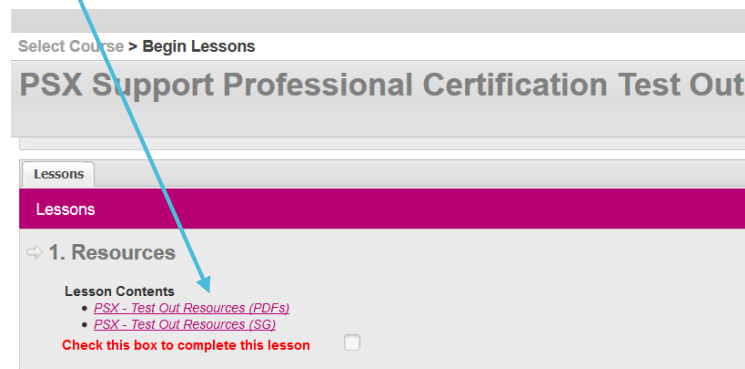 Select Course > Begin Lessons
PSX Support Professional Certification Test Out
Lessons
Lessons
1. Resources
Lesson Contents
PSX - Test Out Resources (PDFs)
PSX - Test Out Resources (SG)
Check this box to complete this lesson